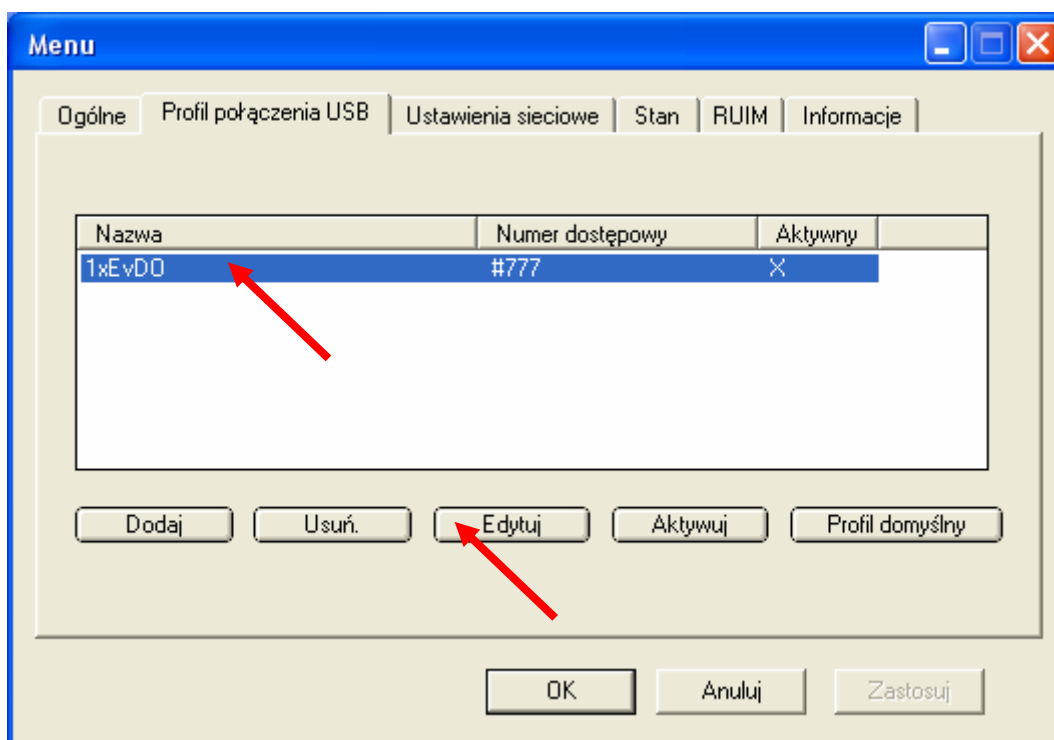 Menu
Ogólne Profil połączenia USB Ustawienia sieciowe Stan RUIM Informacje
Nazwa Numer dostępowy Aktywny
1xEvDO #777 X
Dodaj Usuń. Edytuj Aktywuj Profil domyślny
OK Anuluj Zastosuj